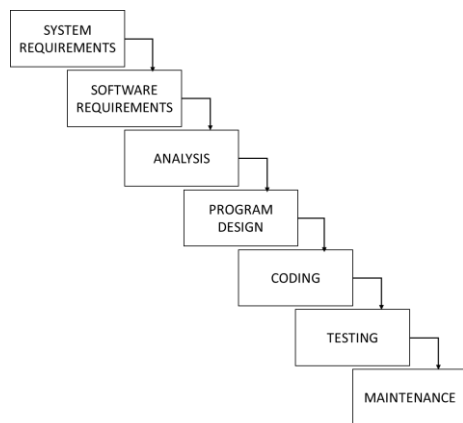 SYSTEM
REQUIREMENTS
SOFTWARE
REQUIREMENTS
ANALYSIS
PROGRAM
DESIGN
CODING
TESTING
MAINTENANCE